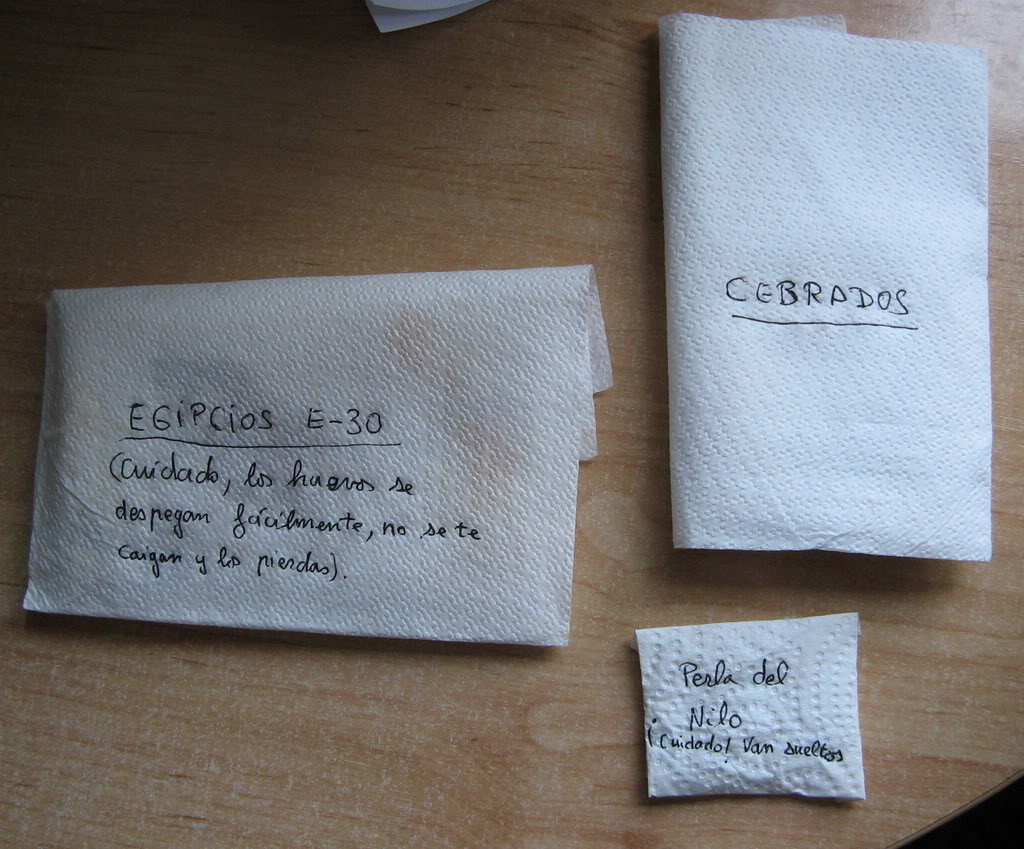 CEBRADOS
EGIPCIOS E-30
(Cuidado, los huevos se
despegan fácilmente, no se te
caigan y los pierdas).
Perla del
Nilo
¡Cuidado! Van sueltos